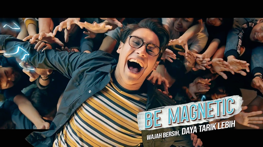 BE MAGNETIC
WAJAH BERSIH, DAYA TARIK LEBIH